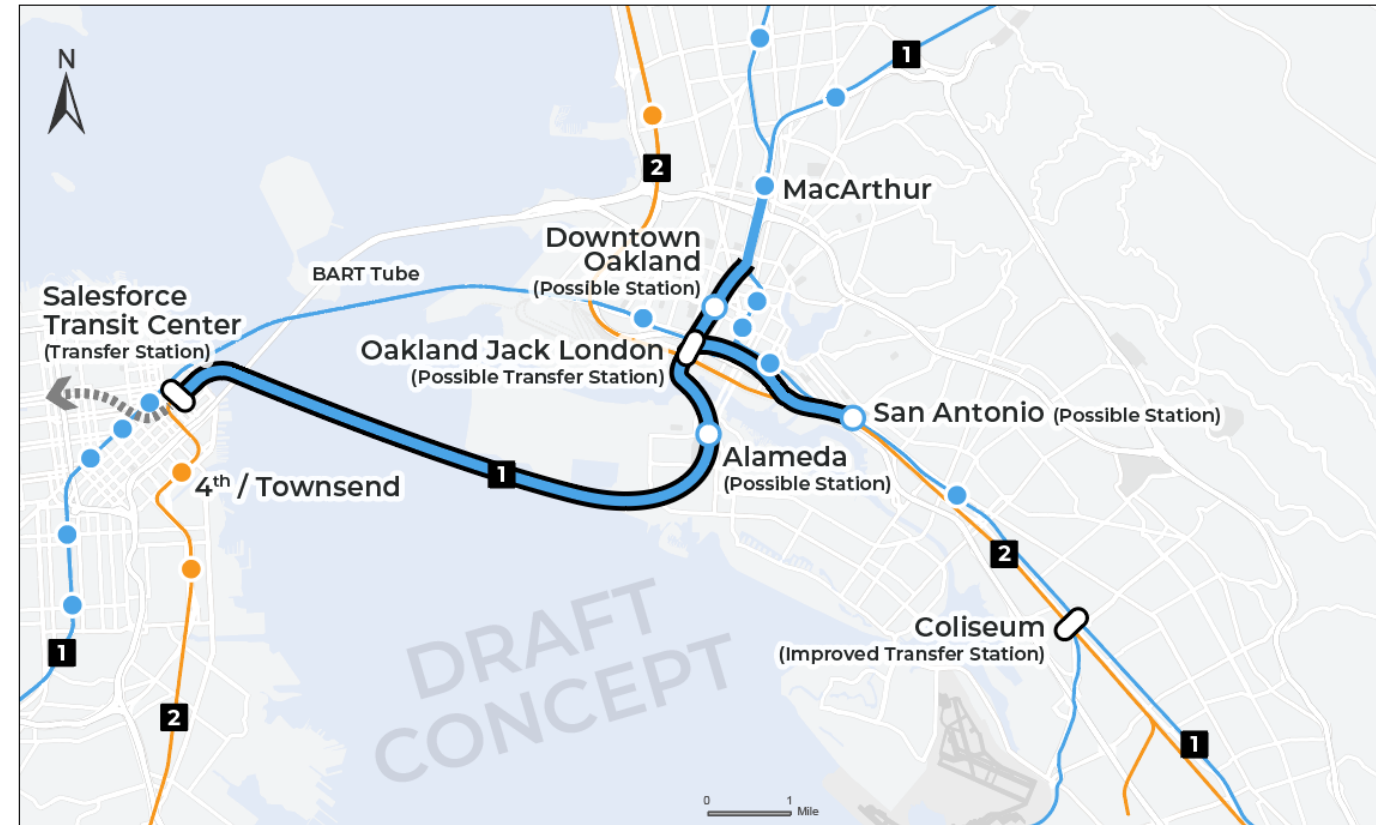 N
1
2
MacArthur
Downtown
Oakland
(Possible Station)
BART Tube
Salesforce
Transit Center
(Transfer Station)
Oakland Jack London
(Possible Transfer Station)
San Antonio (Possible Station)
Alameda
(Possible Station)
1
4th / Townsend
2
DRAFT
CONCEPT
Coliseum
(Improved Transfer Station)
1
2
1
0 1
Mile